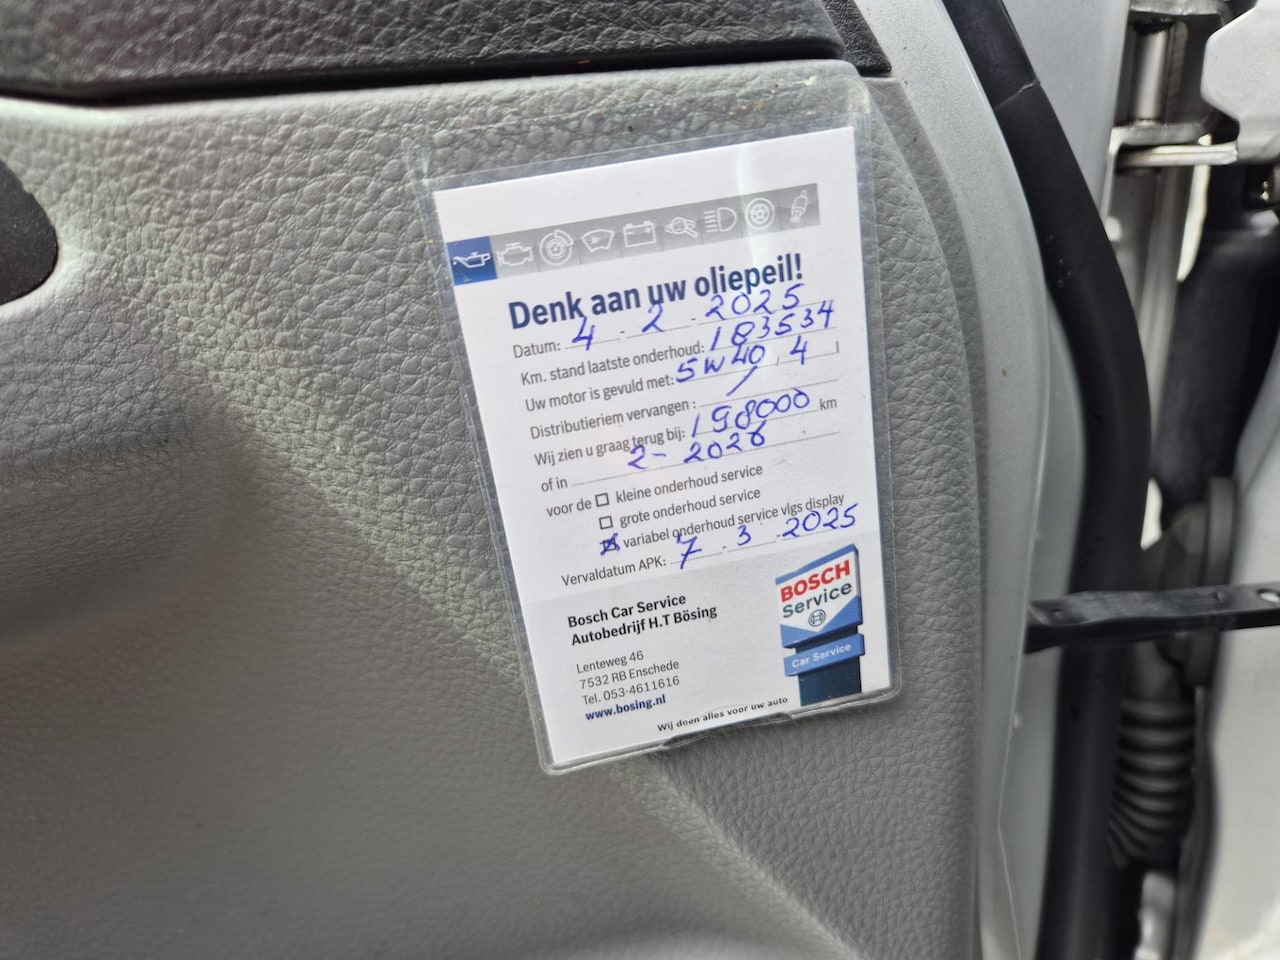 Denk aan uw oliepeil!
Datum: 4 . 2 . 2025
Km. stand laatste onderhoud: 183534
Uw motor is gevuld met: 5W40 , 4 l
Distributieriem vervangen : /
Wij zien u graag terug bij: 198000 km
of in 2-2026
voor de ☐ kleine onderhoud service
☐ grote onderhoud service
☒ variabel onderhoud service vlgs display
Vervaldatum APK: 7 . 3 . 2025
BOSCH
Service
Car Service
Bosch Car Service
Autobedrijf H.T Bösing
Lenteweg 46
7532 RB Enschede
Tel. 053-4611616
www.bosing.nl
Wij doen alles voor uw auto